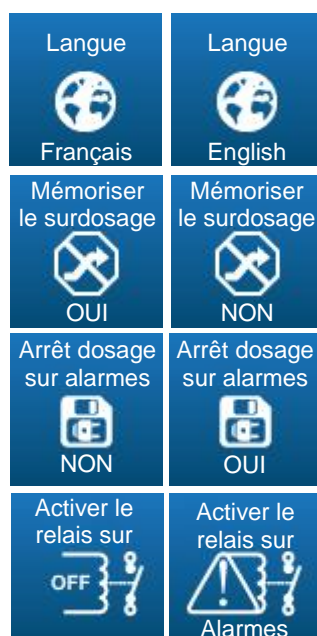 Langue
Français
Langue
English
Mémoriser
le surdosage
OUI
Mémoriser
le surdosage
NON
Arrêt dosage
sur alarmes
NON
Arrêt dosage
sur alarmes
OUI
Activer le
relais sur
OFF
Activer le
relais sur
Alarmes